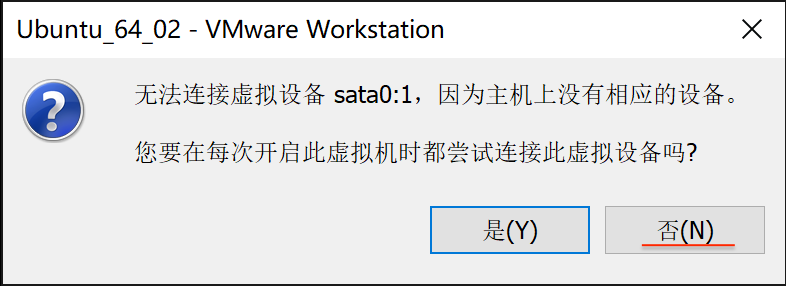 Ubuntu_64_02 - VMware Workstation
?
无法连接虚拟设备 sata0:1，因为主机上没有相应的设备。
您要在每次开启此虚拟机时都尝试连接此虚拟设备吗?
是(Y) 否(N)